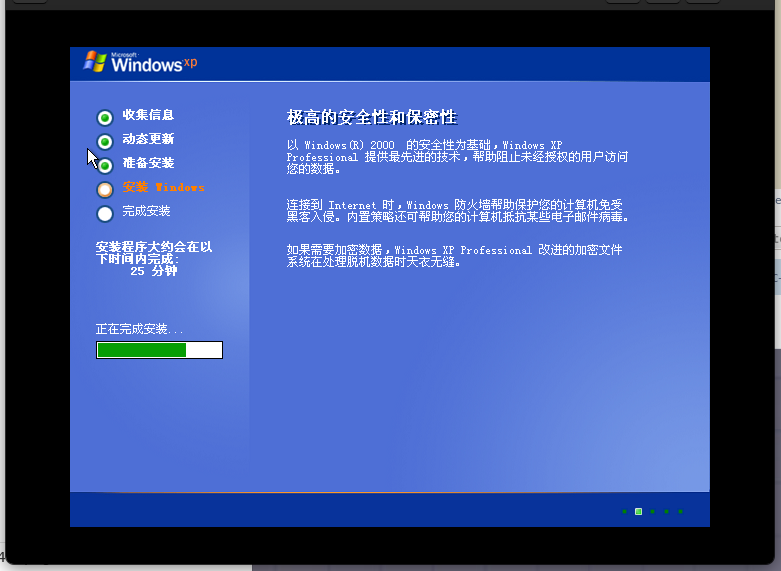 Microsoft
Windows xp
收集信息
动态更新
准备安装
安装 Windows
完成安装
安装程序大约会在以
下时间内完成:
25 分钟
正在完成安装...
极高的安全性和保密性
以 Windows(R) 2000 的安全性为基础，Windows XP
Professional 提供最先进的技术，帮助阻止未经授权的用户访问
您的数据。
连接到 Internet 时，Windows 防火墙帮助保护您的计算机免受
黑客入侵。内置策略还可帮助您的计算机抵抗某些电子邮件病毒。
如果需要加密数据，Windows XP Professional 改进的加密文件
系统在处理脱机数据时天衣无缝。